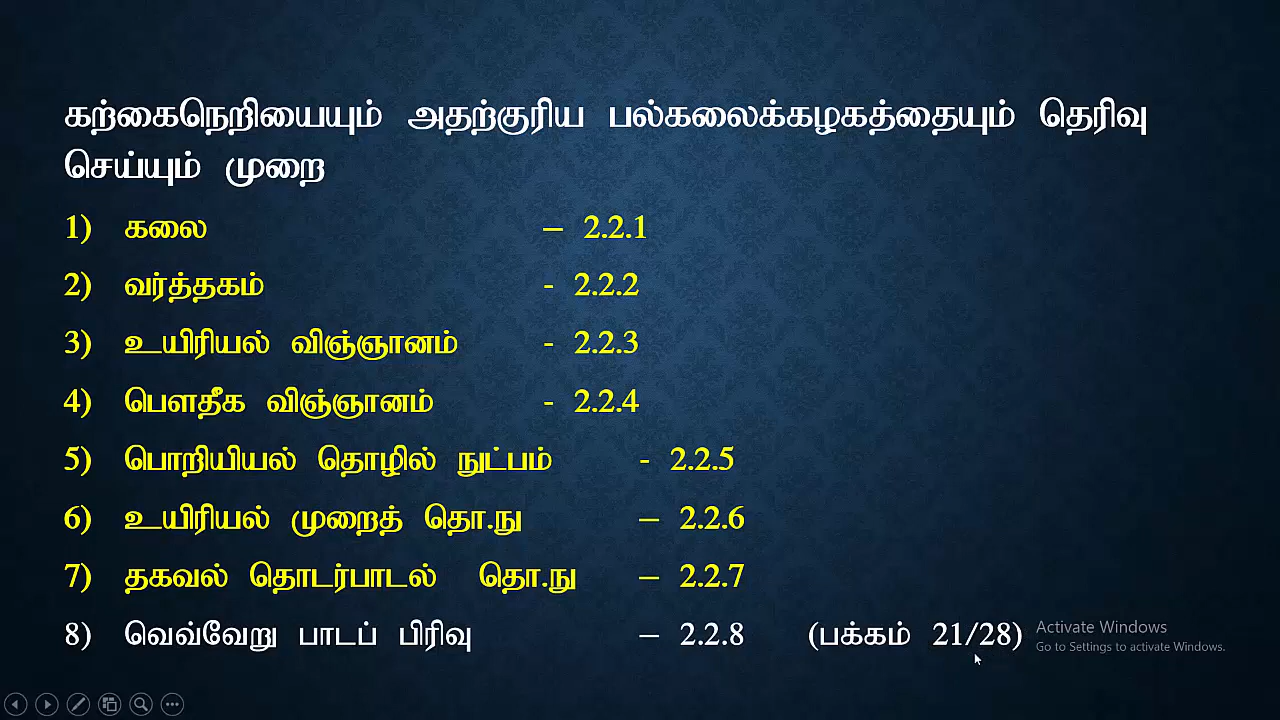 கற்கைநெறியையும் அதற்குரிய பல்கலைக்கழகத்தையும் தெரிவு
செய்யும் முறை
1) கலை – 2.2.1
2) வர்த்தகம் - 2.2.2
3) உயிரியல் விஞ்ஞானம் - 2.2.3
4) பௌதீக விஞ்ஞானம் - 2.2.4
5) பொறியியல் தொழில் நுட்பம் - 2.2.5
6) உயிரியல் முறைத் தொ.நு – 2.2.6
7) தகவல் தொடர்பாடல் தொ.நு – 2.2.7
8) வெவ்வேறு பாடப் பிரிவு – 2.2.8 (பக்கம் 21/28)
Activate Windows
Go to Settings to activate Windows.